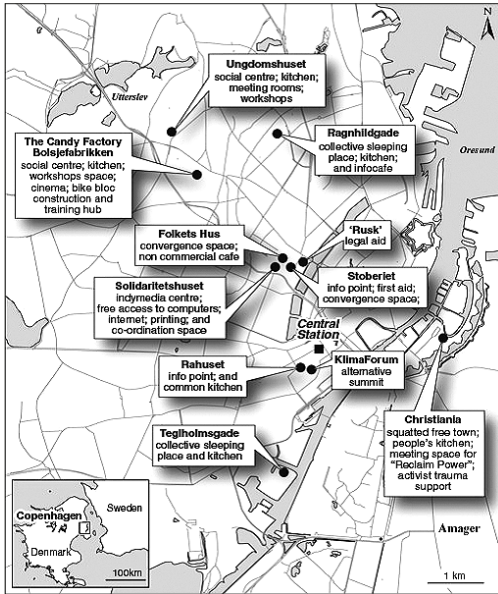 N
Utterslev
Oresund
Ungdomshuset
social centre; kitchen;
meeting rooms;
workshops
The Candy Factory
Bolsjefabrikken
social centre; kitchen;
workshops space;
cinema; bike bloc
construction and
training hub
Ragnhildgade
collective sleeping
place; kitchen;
and infocafe
Folkets Hus
convergence space;
non commercial cafe
'Rusk'
legal aid
Solidaritetshuset
indymedia centre;
free access to computers;
internet; printing; and
co-ordination space
Stoberiet
info point; first aid;
convergence space;
Central
Station
Rahuset
info point; and
common kitchen
KlimaForum
alternative
summit
Christiania
squatted free town;
people's kitchen;
meeting space for
"Reclaim Power";
activist trauma
support
Teglholmsgade
collective sleeping
place and kitchen
Amager
Copenhagen
Sweden
Denmark
100km
1 km